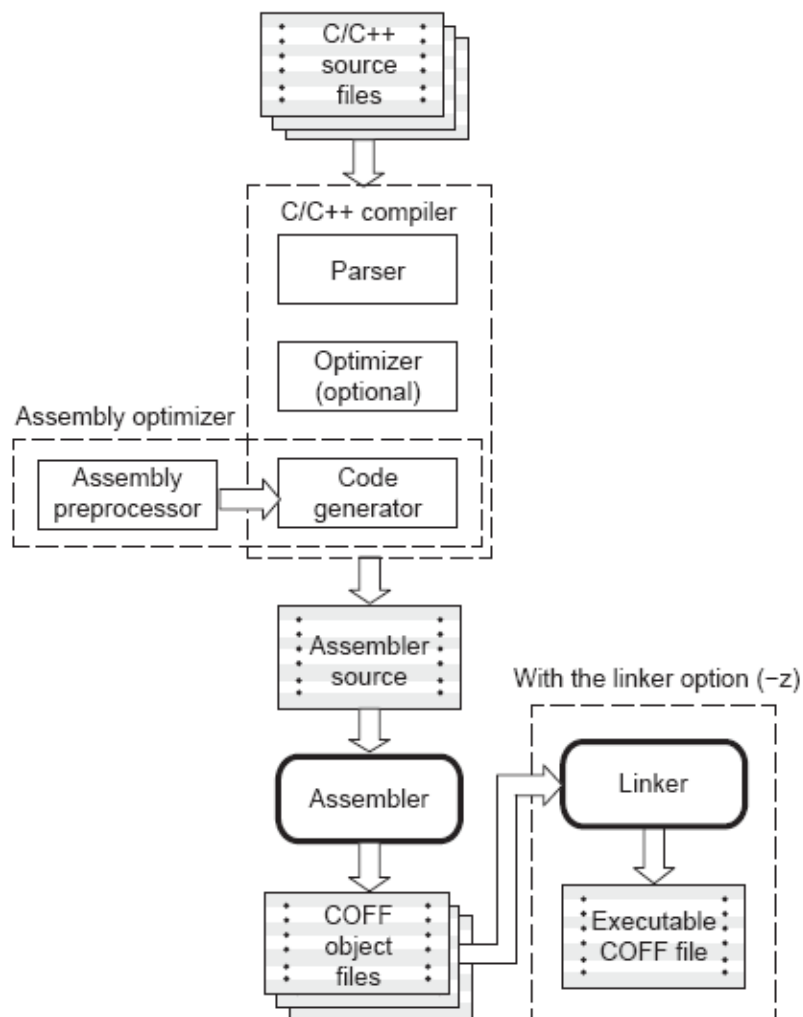 C/C++
source
files
C/C++ compiler
Parser
Optimizer
(optional)
Assembly optimizer
Assembly
preprocessor
Code
generator
Assembler
source
With the linker option (−z)
Assembler
Linker
COFF
object
files
Executable
COFF file